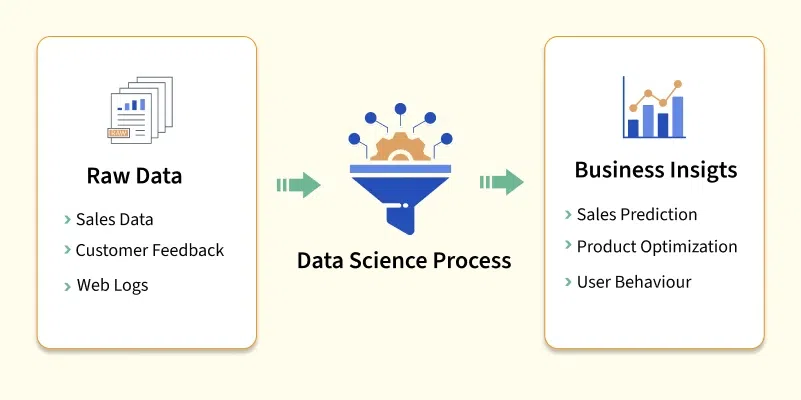 RAW
Raw Data
Sales Data
Customer Feedback
Web Logs
Data Science Process
Business Insigts
Sales Prediction
Product Optimization
User Behaviour